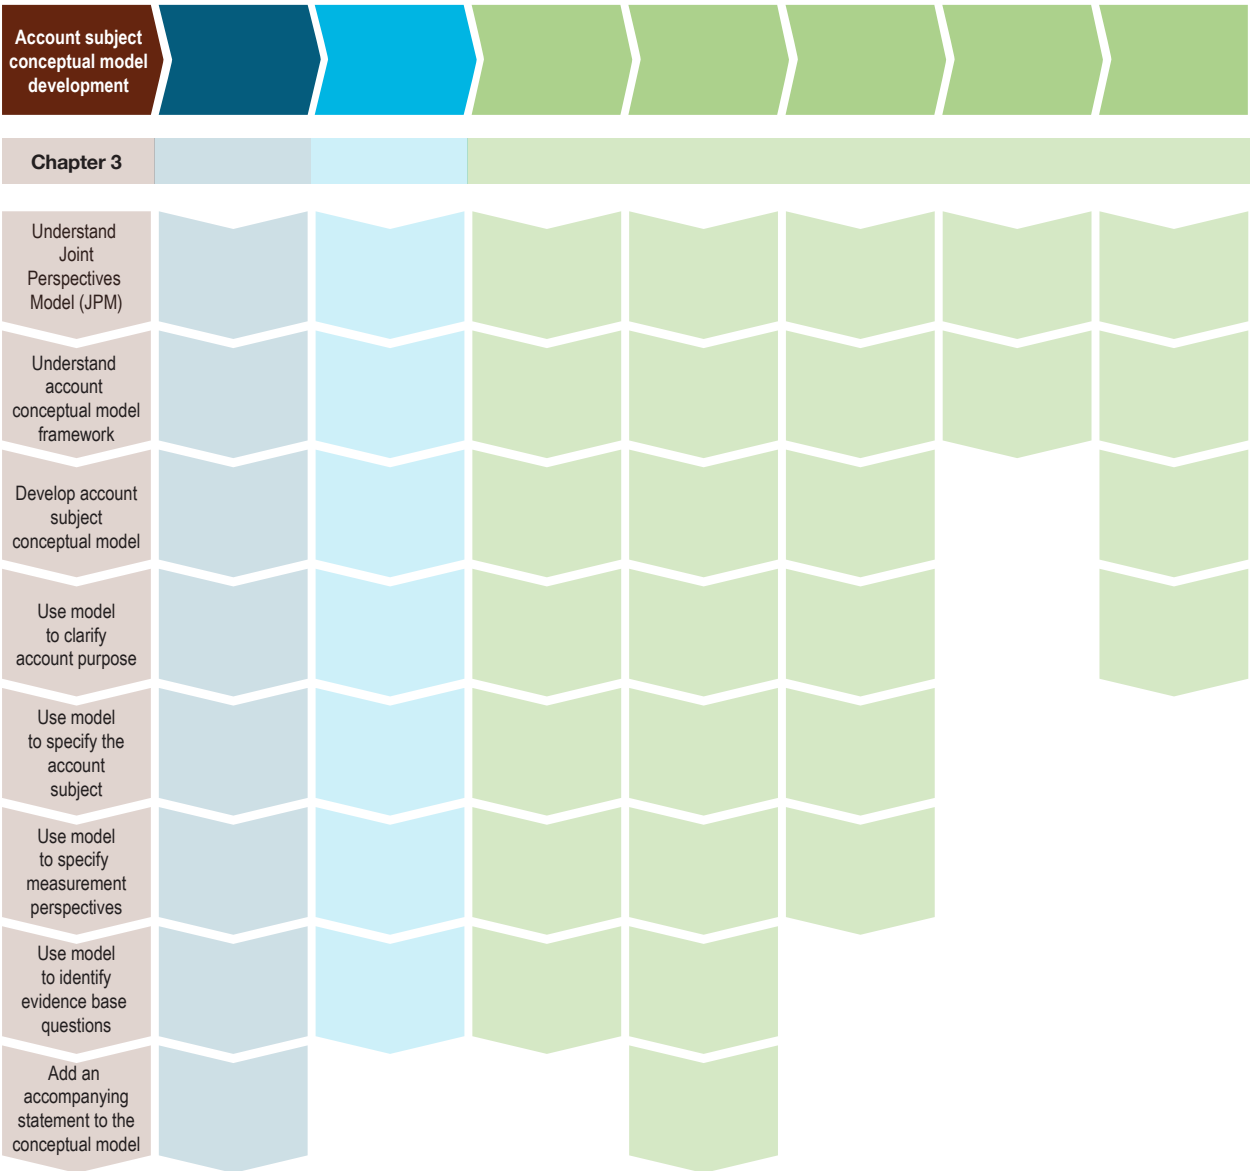 Account subject
conceptual model
development
Chapter 3
Understand
Joint
Perspectives
Model (JPM)
Understand
account
conceptual model
framework
Develop account
subject
conceptual model
Use model
to clarify
account purpose
Use model
to specify the
account
subject
Use model
to specify
measurement
perspectives
Use model
to identify
evidence base
questions
Add an
accompanying
statement to the
conceptual model